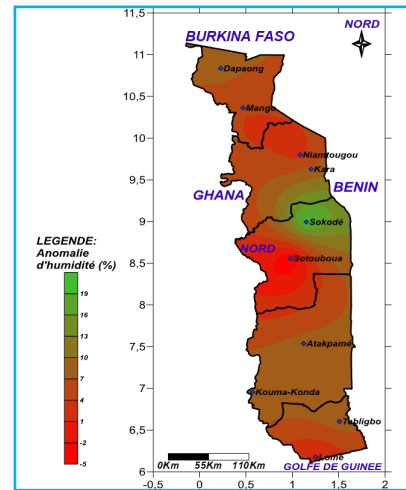 NORD
BURKINA FASO
11,5
11
10,5
10
9,5
9
8,5
8
7,5
7
6,5
6
Dapaong
Mango
Niamtougou
Kara
BENIN
GHANA
Sokodé
NORD
Sotouboua
LEGENDE:
Anomalie
d'humidité (%)
19
16
13
10
7
4
1
-2
-5
Atakpamé
Kouma-Konda
Tabligbo
Lomé
0Km 55Km 110Km
GOLFE DE GUINEE
-0,5 0 0,5 1 1,5 2